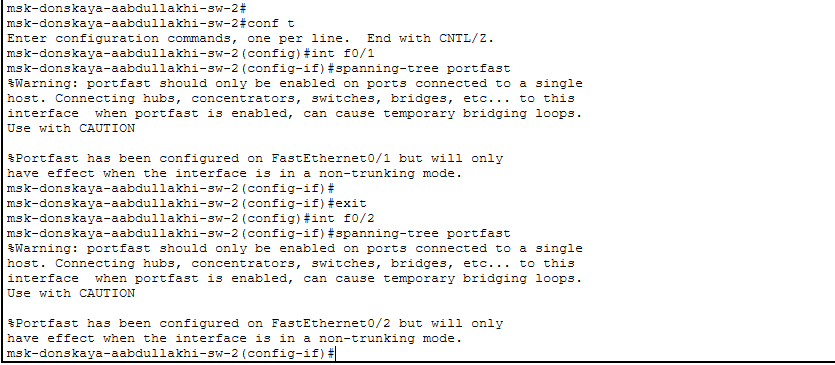 msk-donskaya-aabdullakhi-sw-2#
msk-donskaya-aabdullakhi-sw-2#conf t
Enter configuration commands, one per line.  End with CNTL/Z.
msk-donskaya-aabdullakhi-sw-2(config)#int f0/1
msk-donskaya-aabdullakhi-sw-2(config-if)#spanning-tree portfast
%Warning: portfast should only be enabled on ports connected to a single
host. Connecting hubs, concentrators, switches, bridges, etc... to this
interface  when portfast is enabled, can cause temporary bridging loops.
Use with CAUTION

%Portfast has been configured on FastEthernet0/1 but will only
have effect when the interface is in a non-trunking mode.
msk-donskaya-aabdullakhi-sw-2(config-if)#
msk-donskaya-aabdullakhi-sw-2(config-if)#exit
msk-donskaya-aabdullakhi-sw-2(config)#int f0/2
msk-donskaya-aabdullakhi-sw-2(config-if)#spanning-tree portfast
%Warning: portfast should only be enabled on ports connected to a single
host. Connecting hubs, concentrators, switches, bridges, etc... to this
interface  when portfast is enabled, can cause temporary bridging loops.
Use with CAUTION

%Portfast has been configured on FastEthernet0/2 but will only
have effect when the interface is in a non-trunking mode.
msk-donskaya-aabdullakhi-sw-2(config-if)#